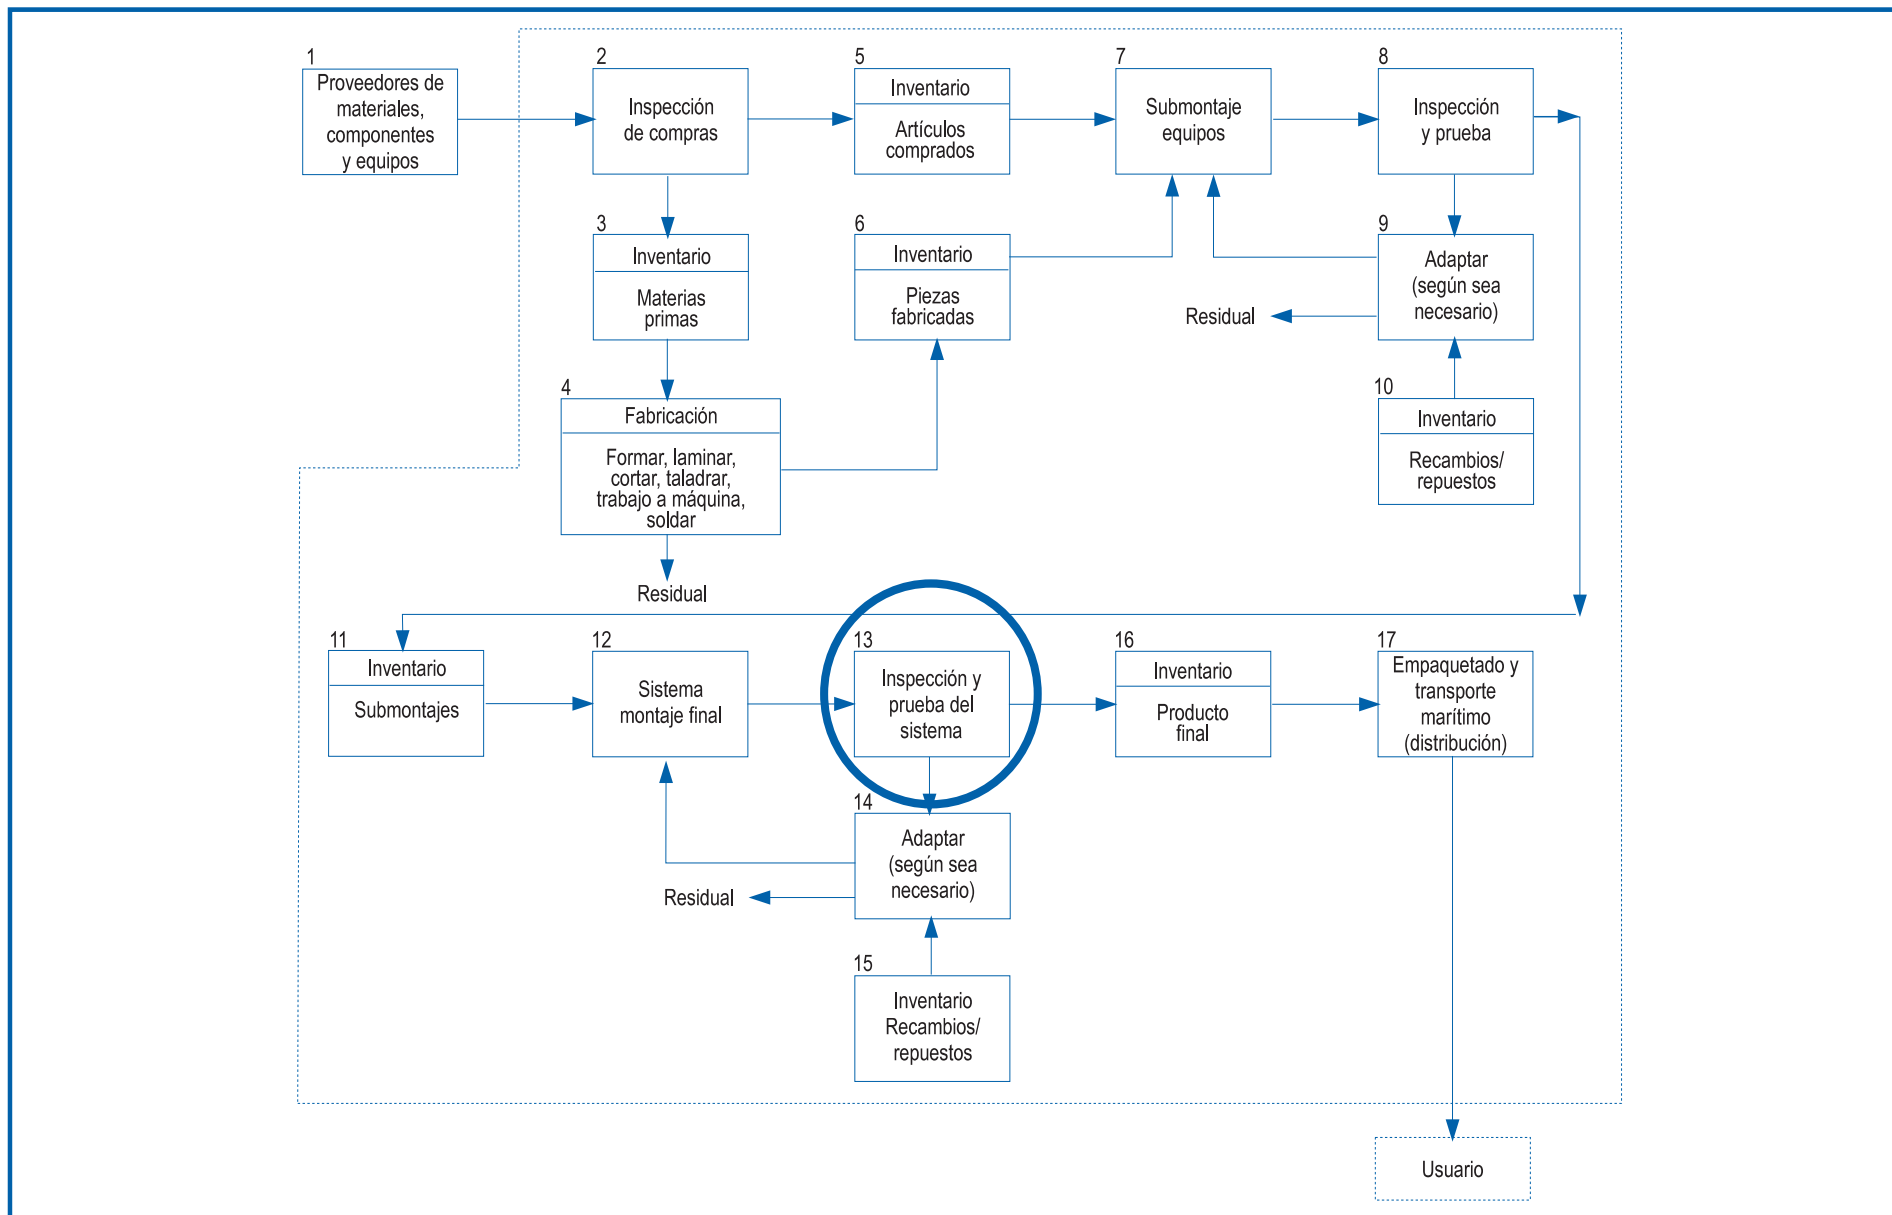 1
Proveedores de
materiales,
componentes
y equipos
2
Inspección
de compras
5
Inventario
Artículos
comprados
7
Submontaje
equipos
8
Inspección
y prueba
3
Inventario
Materias
primas
6
Inventario
Piezas
fabricadas
9
Adaptar
(según sea
necesario)
Residual
4
Fabricación
Formar, laminar,
cortar, taladrar,
trabajo a máquina,
soldar
10
Inventario
Recambios/
repuestos
Residual
11
Inventario
Submontajes
12
Sistema
montaje final
13
Inspección y
prueba del
sistema
16
Inventario
Producto
final
17
Empaquetado y
transporte
marítimo
(distribución)
14
Adaptar
(según sea
necesario)
Residual
15
Inventario
Recambios/
repuestos
Usuario